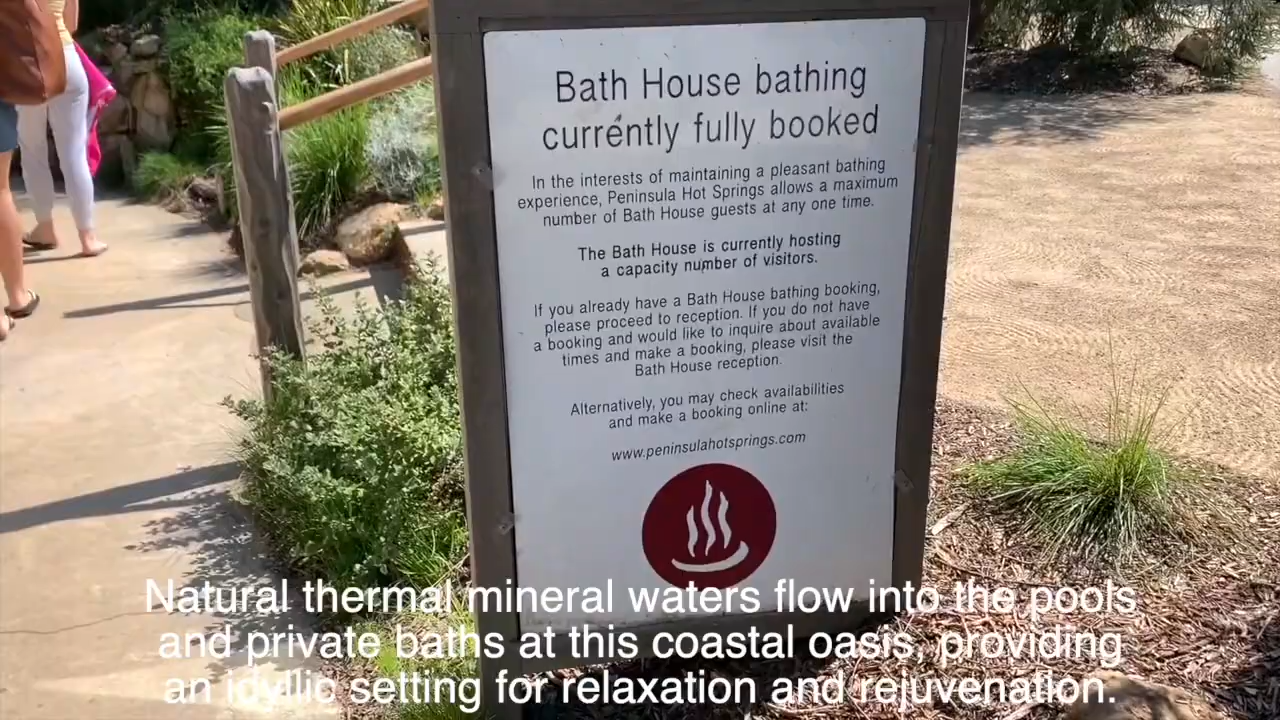 Bath House bathing
currently fully booked
In the interests of maintaining a pleasant bathing
experience, Peninsula Hot Springs allows a maximum
number of Bath House guests at any one time.
The Bath House is currently hosting
a capacity number of visitors.
If you already have a Bath House bathing booking,
please proceed to reception. If you do not have
a booking and would like to inquire about available
times and make a booking, please visit the
Bath House reception.
Alternatively, you may check availabilities
and make a booking online at:
www.peninsulahotsprings.com
Natural thermal mineral waters flow into the pools
and private baths at this coastal oasis, providing
an idyllic setting for relaxation and rejuvenation.